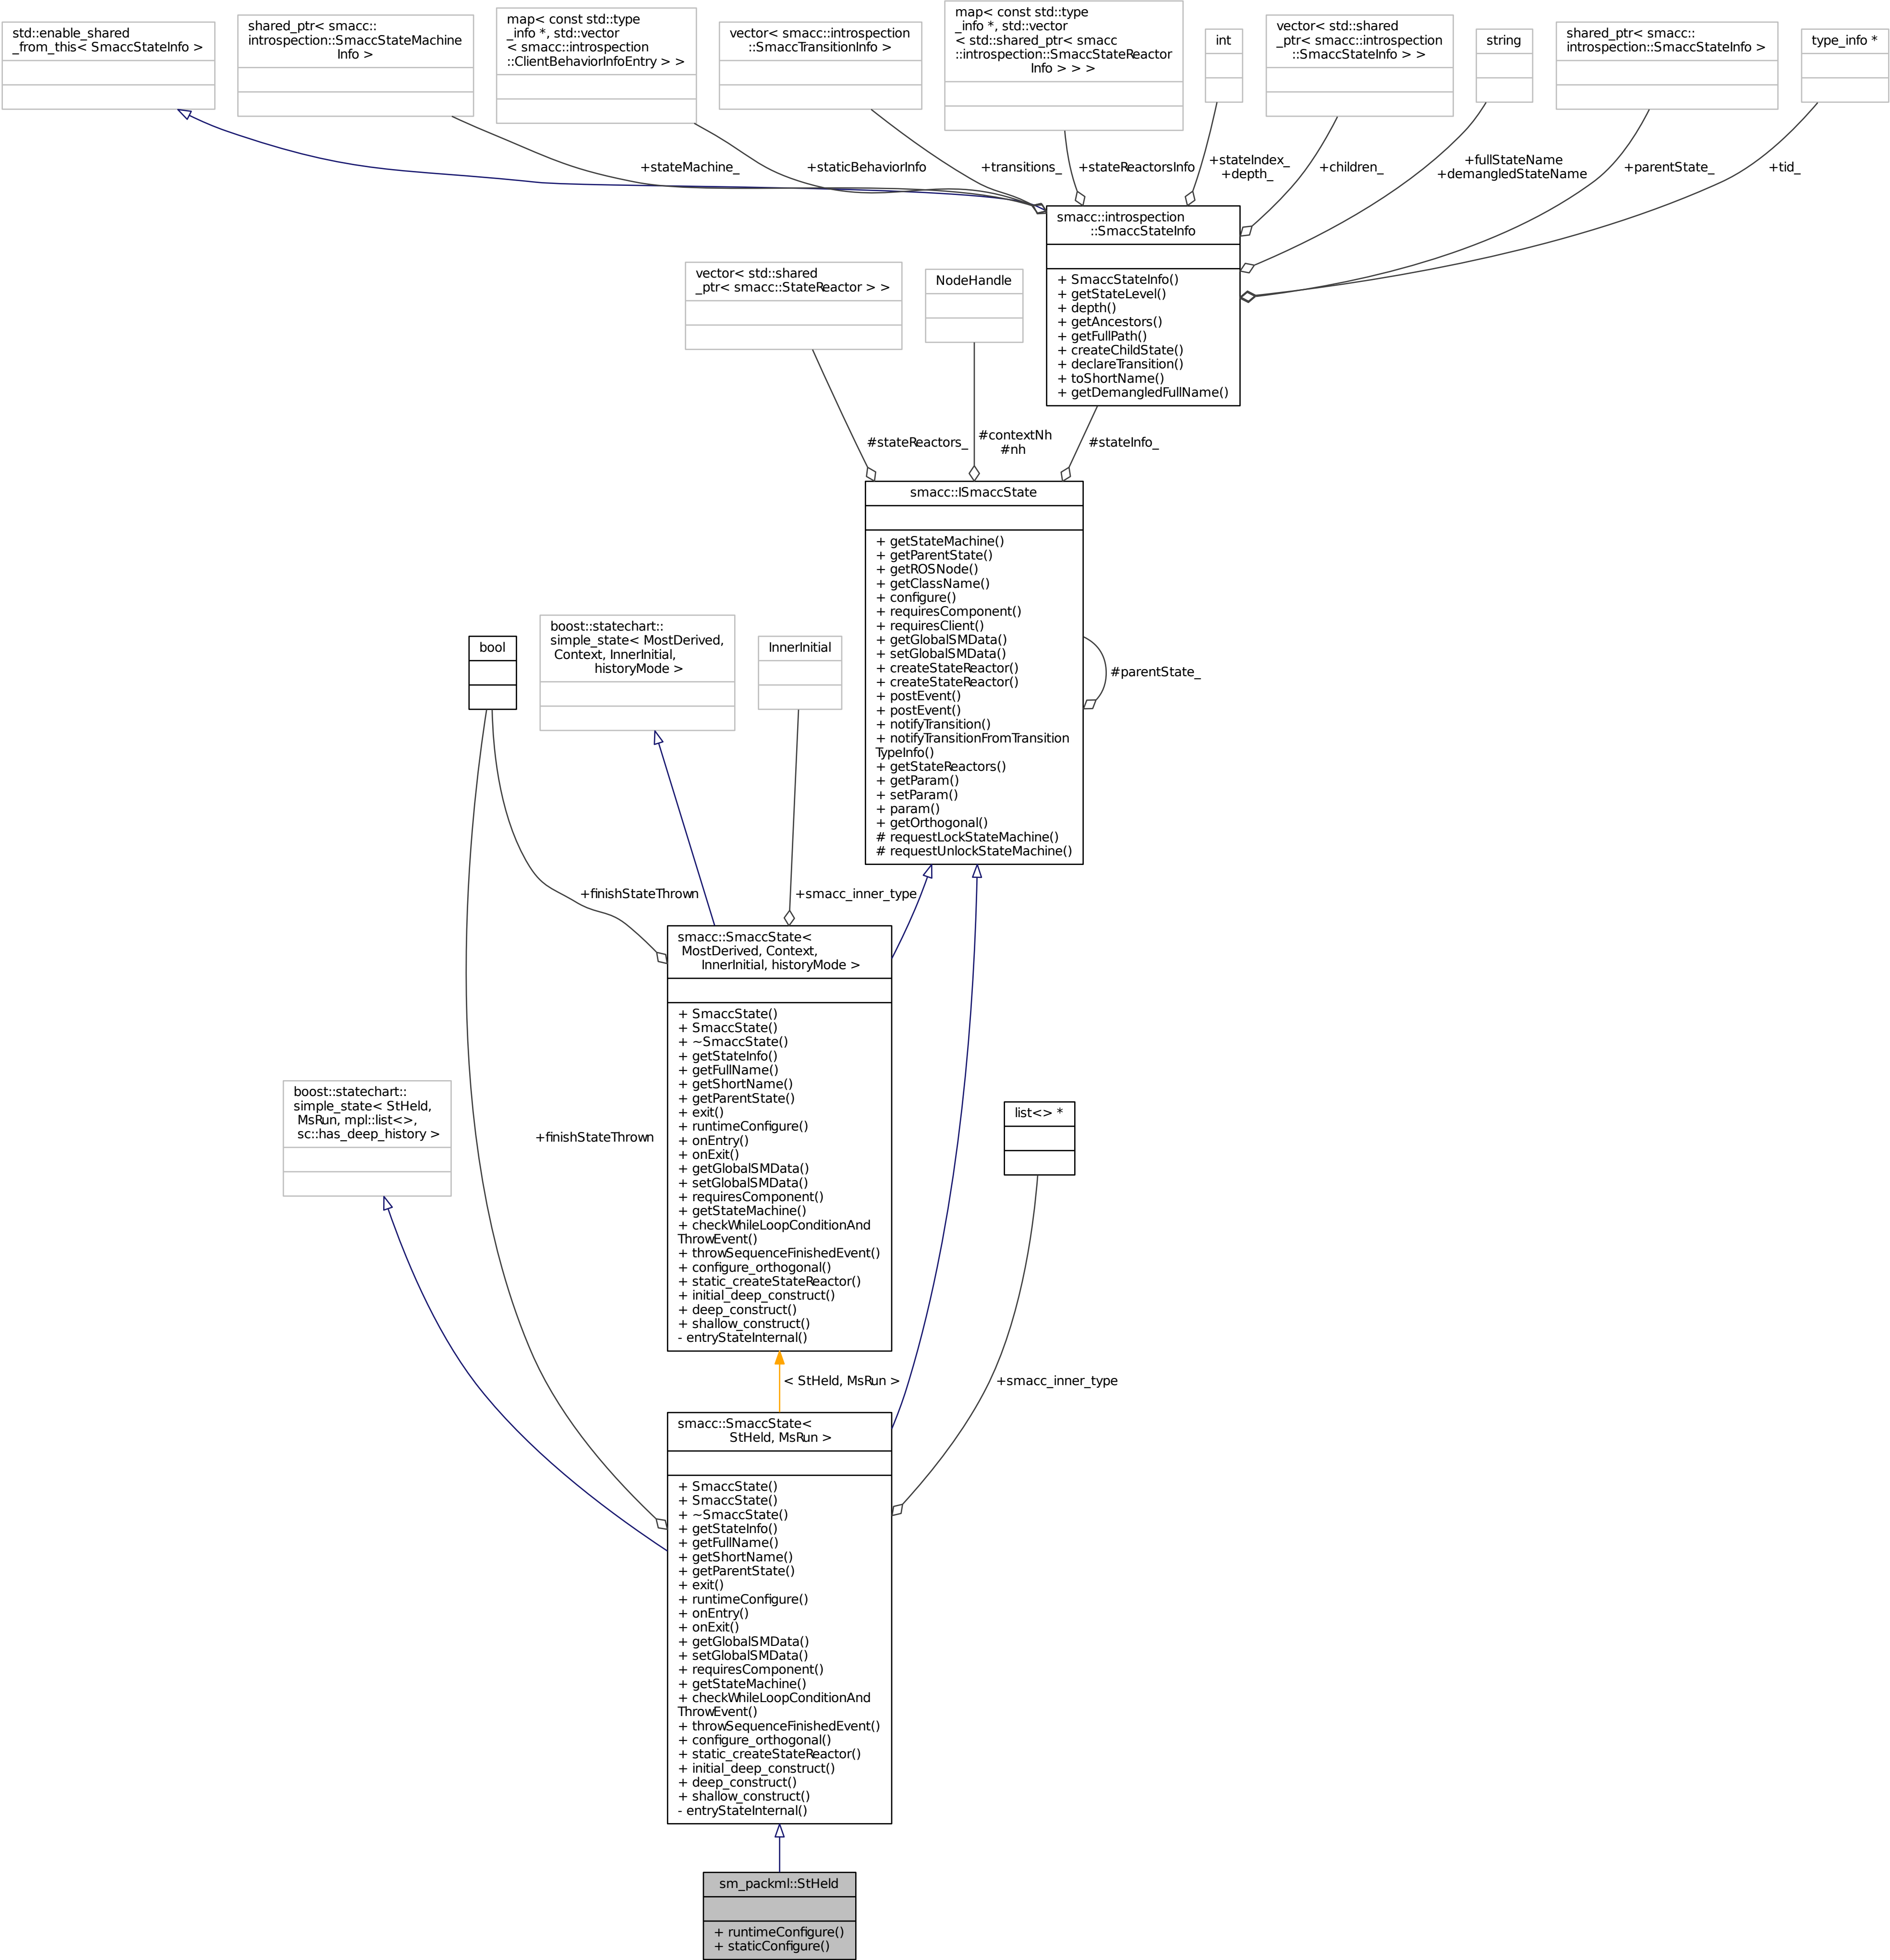 std::enable_shared
_from_this< SmaccStateInfo >
shared_ptr< smacc::
introspection::SmaccStateMachine
Info >
map< const std::type
_info *, std::vector
< smacc::introspection
::ClientBehaviorInfoEntry > >
vector< smacc::introspection
::SmaccTransitionInfo >
map< const std::type
_info *, std::vector
< std::shared_ptr< smacc
::introspection::SmaccStateReactor
Info > > >
int
vector< std::shared
_ptr< smacc::introspection
::SmaccStateInfo > >
string
shared_ptr< smacc::
introspection::SmaccStateInfo >
type_info *
+stateMachine_
+staticBehaviorInfo
+transitions_
+stateReactorsInfo
+stateIndex_
+depth_
+children_
+fullStateName
+demangledStateName
+parentState_
+tid_
smacc::introspection
::SmaccStateInfo
+ SmaccStateInfo()
+ getStateLevel()
+ depth()
+ getAncestors()
+ getFullPath()
+ createChildState()
+ declareTransition()
+ toShortName()
+ getDemangledFullName()
vector< std::shared
_ptr< smacc::StateReactor > >
NodeHandle
#stateReactors_
#contextNh
#nh
#stateInfo_
smacc::ISmaccState
+ getStateMachine()
+ getParentState()
+ getROSNode()
+ getClassName()
+ configure()
+ requiresComponent()
+ requiresClient()
+ getGlobalSMData()
+ setGlobalSMData()
+ createStateReactor()
+ createStateReactor()
+ postEvent()
+ postEvent()
+ notifyTransition()
+ notifyTransitionFromTransition
TypeInfo()
+ getStateReactors()
+ getParam()
+ setParam()
+ param()
+ getOrthogonal()
# requestLockStateMachine()
# requestUnlockStateMachine()
#parentState_
bool
boost::statechart::
simple_state< MostDerived,
Context, InnerInitial,
historyMode >
InnerInitial
+finishStateThrown
+smacc_inner_type
smacc::SmaccState<
MostDerived, Context,
InnerInitial, historyMode >
+ SmaccState()
+ SmaccState()
+ ~SmaccState()
+ getStateInfo()
+ getFullName()
+ getShortName()
+ getParentState()
+ exit()
+ runtimeConfigure()
+ onEntry()
+ onExit()
+ getGlobalSMData()
+ setGlobalSMData()
+ requiresComponent()
+ getStateMachine()
+ checkWhileLoopConditionAnd
ThrowEvent()
+ throwSequenceFinishedEvent()
+ configure_orthogonal()
+ static_createStateReactor()
+ initial_deep_construct()
+ deep_construct()
+ shallow_construct()
- entryStateInternal()
boost::statechart::
simple_state< StHeld,
MsRun, mpl::list<>,
sc::has_deep_history >
+finishStateThrown
list<> *
< StHeld, MsRun >
+smacc_inner_type
smacc::SmaccState<
StHeld, MsRun >
+ SmaccState()
+ SmaccState()
+ ~SmaccState()
+ getStateInfo()
+ getFullName()
+ getShortName()
+ getParentState()
+ exit()
+ runtimeConfigure()
+ onEntry()
+ onExit()
+ getGlobalSMData()
+ setGlobalSMData()
+ requiresComponent()
+ getStateMachine()
+ checkWhileLoopConditionAnd
ThrowEvent()
+ throwSequenceFinishedEvent()
+ configure_orthogonal()
+ static_createStateReactor()
+ initial_deep_construct()
+ deep_construct()
+ shallow_construct()
- entryStateInternal()
sm_packml::StHeld
+ runtimeConfigure()
+ staticConfigure()